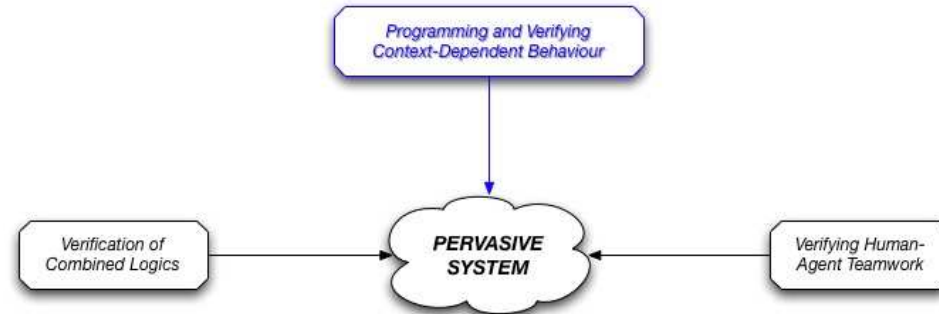 Programming and Verifying
Context-Dependent Behaviour
PERVASIVE
SYSTEM
Verification of
Combined Logics
Verifying Human-
Agent Teamwork